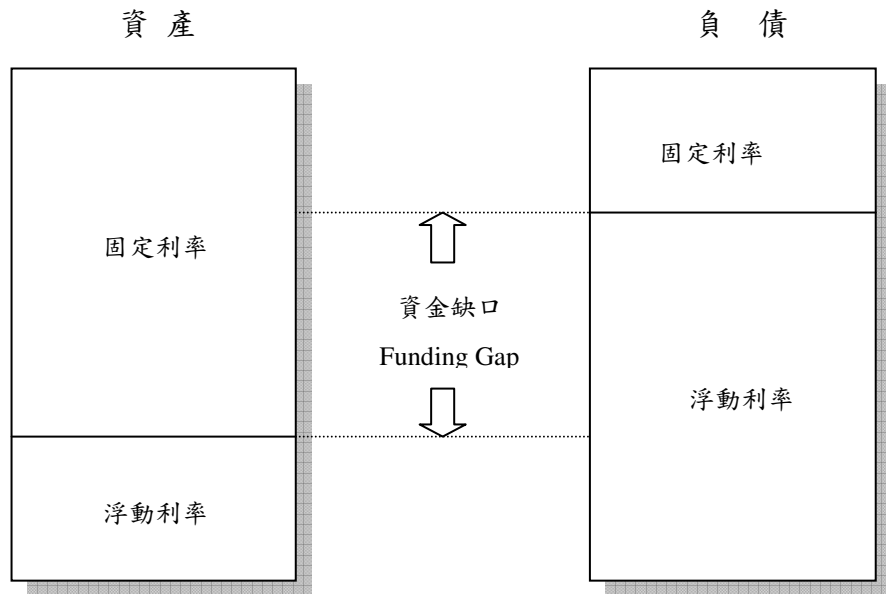 資產
負債
固定利率
固定利率
資金缺口
Funding Gap
浮動利率
浮動利率